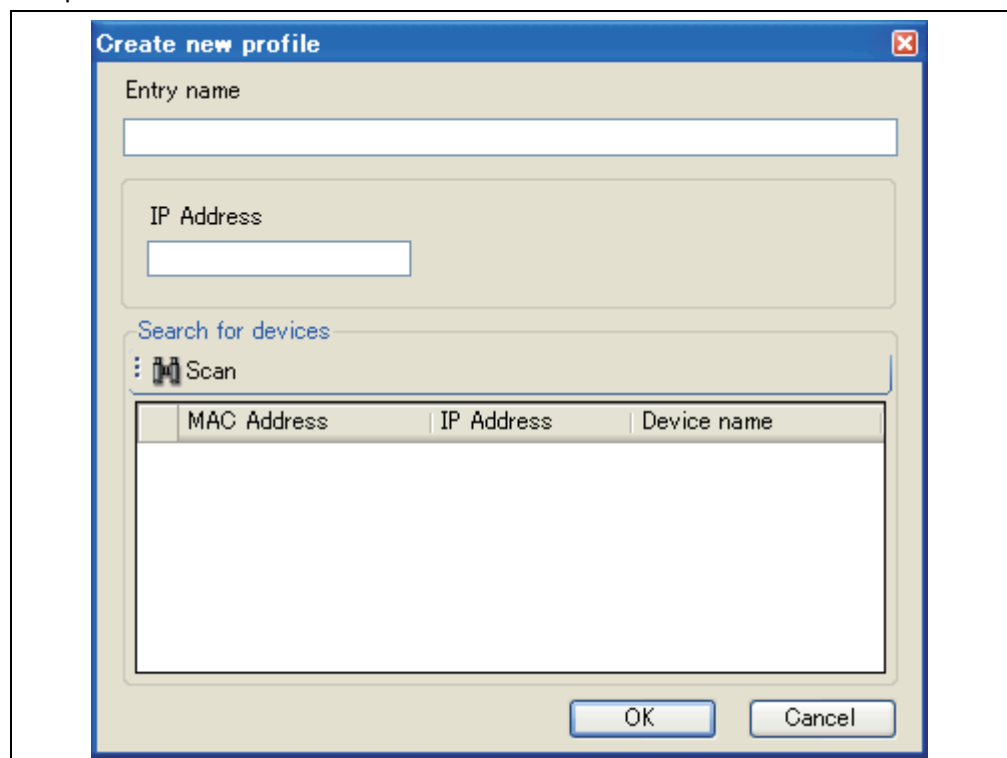 Create new profile
Entry name
IP Address
Search for devices
Scan
MAC Address IP Address Device name
OK Cancel